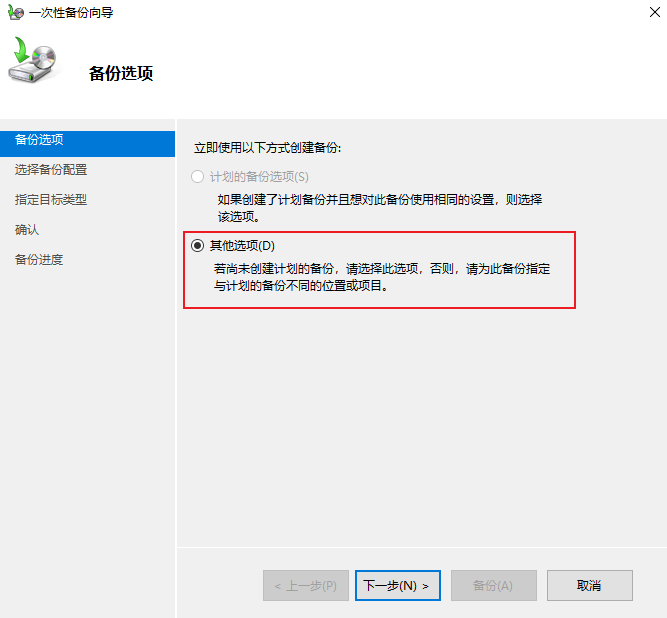 一次性备份向导
备份选项
备份选项
选择备份配置
指定目标类型
确认
备份进度
立即使用以下方式创建备份:
计划的备份选项(S)
如果创建了计划备份并且想对此备份使用相同的设置，则选择
该选项。
其他选项(D)
若尚未创建计划的备份，请选择此选项，否则，请为此备份指定
与计划的备份不同的位置或项目。
< 上一步(P)
下一步(N) >
备份(A)
取消